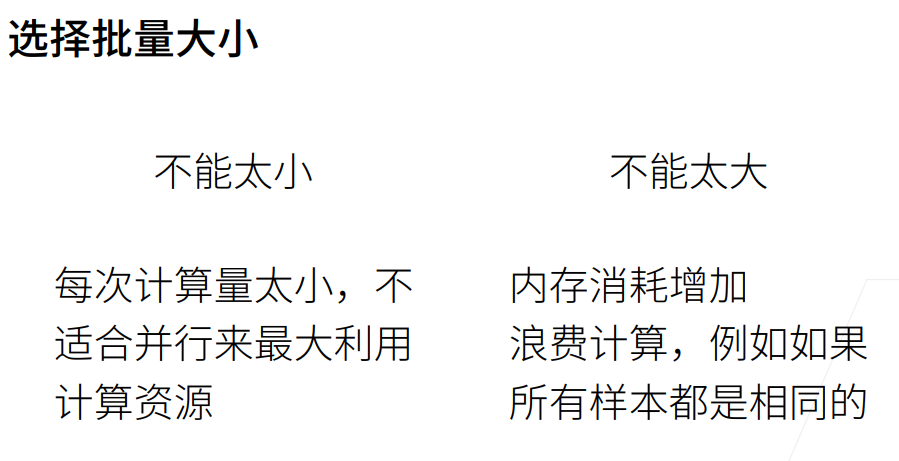 选择批量大小
不能太小
每次计算量太小，不
适合并行来最大利用
计算资源
不能太大
内存消耗增加
浪费计算，例如如果
所有样本都是相同的